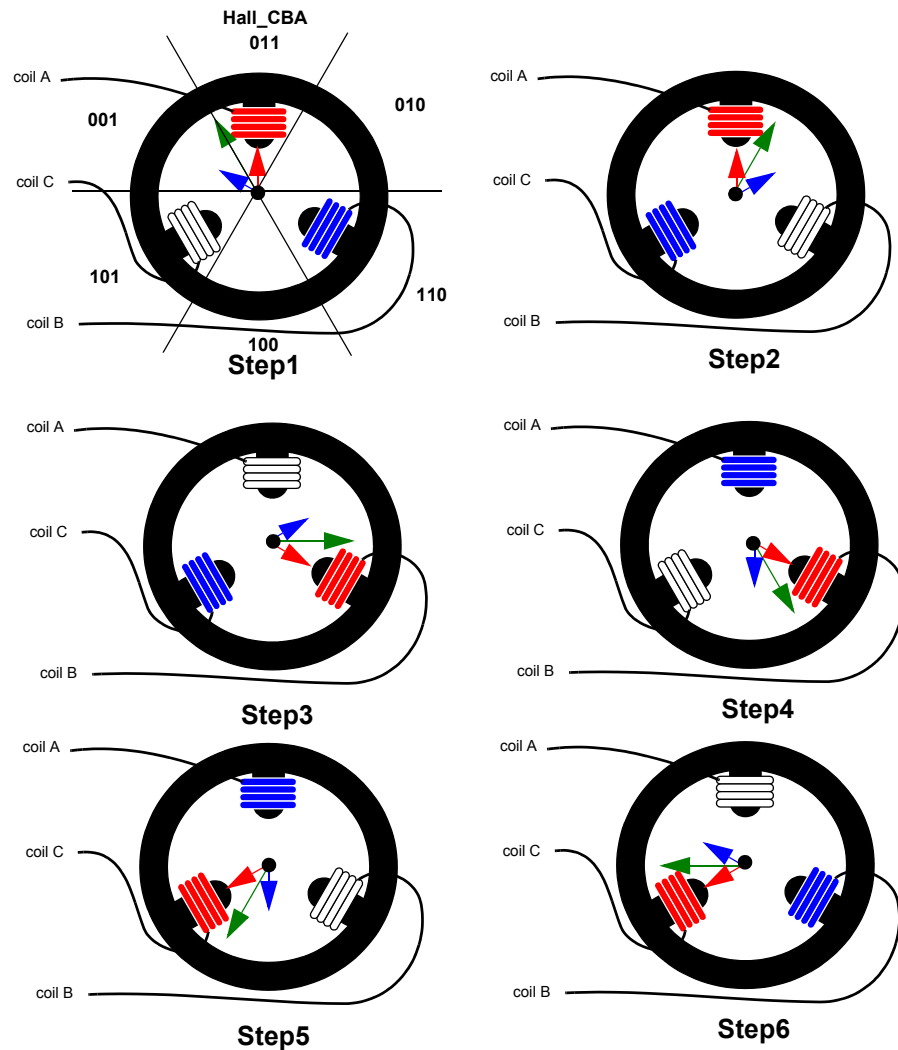 Hall_CBA
011
coil A
001
010
coil C
101
110
coil B
100
Step1
coil A
coil C
coil B
Step2
coil A
coil C
coil B
Step3
coil A
coil C
coil B
Step4
coil A
coil C
coil B
Step5
coil A
coil C
coil B
Step6